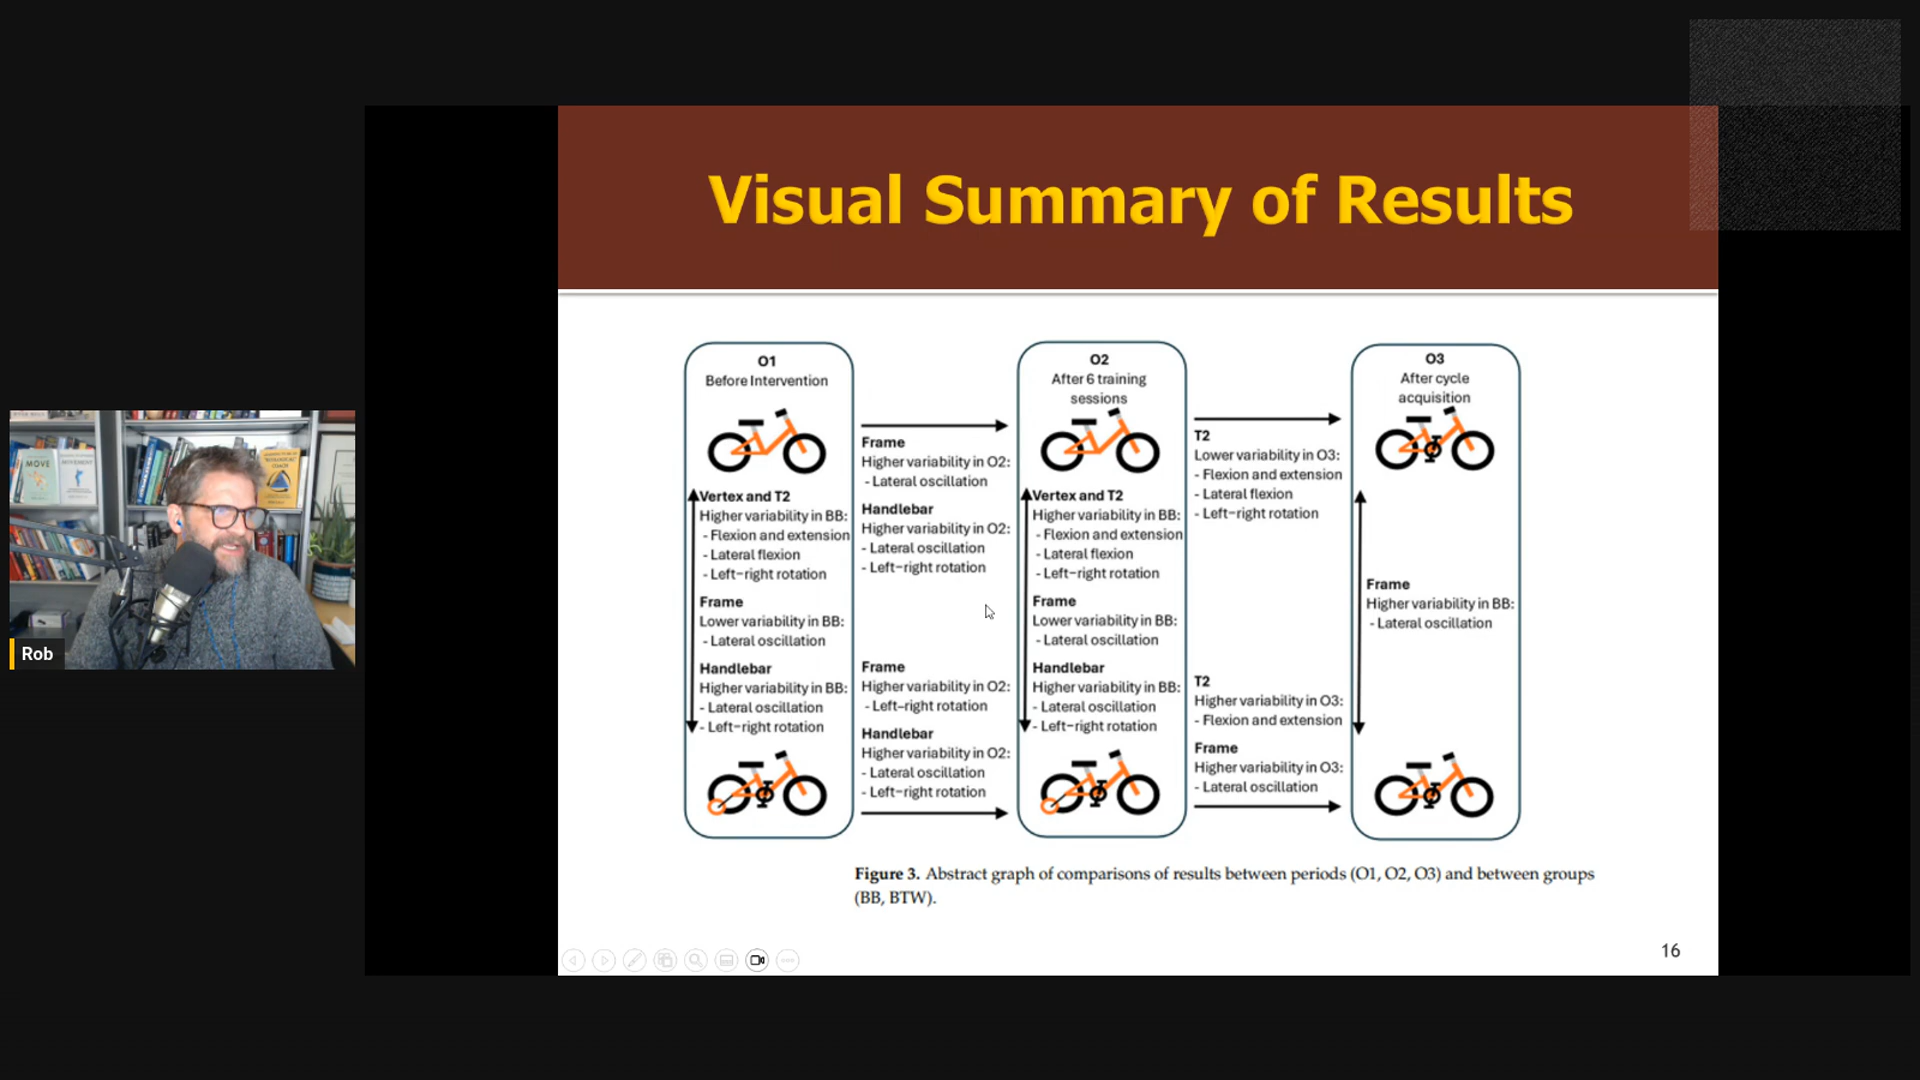 Visual Summary of Results
O1
Before Intervention
Vertex and T2
Higher variability in BB:
- Flexion and extension
- Lateral flexion
- Left–right rotation
Frame
Lower variability in BB:
- Lateral oscillation
Handlebar
Higher variability in BB:
- Lateral oscillation
- Left–right rotation
Frame
Higher variability in O2:
- Lateral oscillation
Handlebar
Higher variability in O2:
- Lateral oscillation
- Left–right rotation
Frame
Higher variability in O2:
- Left–right rotation
Handlebar
Higher variability in O2:
- Lateral oscillation
- Left–right rotation
O2
After 6 training
sessions
Vertex and T2
Higher variability in BB:
- Flexion and extension
- Lateral flexion
- Left–right rotation
Frame
Lower variability in BB:
- Lateral oscillation
Handlebar
Higher variability in BB:
- Lateral oscillation
- Left–right rotation
T2
Lower variability in O3:
- Flexion and extension
- Lateral flexion
- Left–right rotation
T2
Higher variability in O3:
- Flexion and extension
Frame
Higher variability in O3:
- Lateral oscillation
O3
After cycle
acquisition
Frame
Higher variability in BB:
- Lateral oscillation
Figure 3. Abstract graph of comparisons of results between periods (O1, O2, O3) and between groups
(BB, BTW).
16
MOVE
Rob